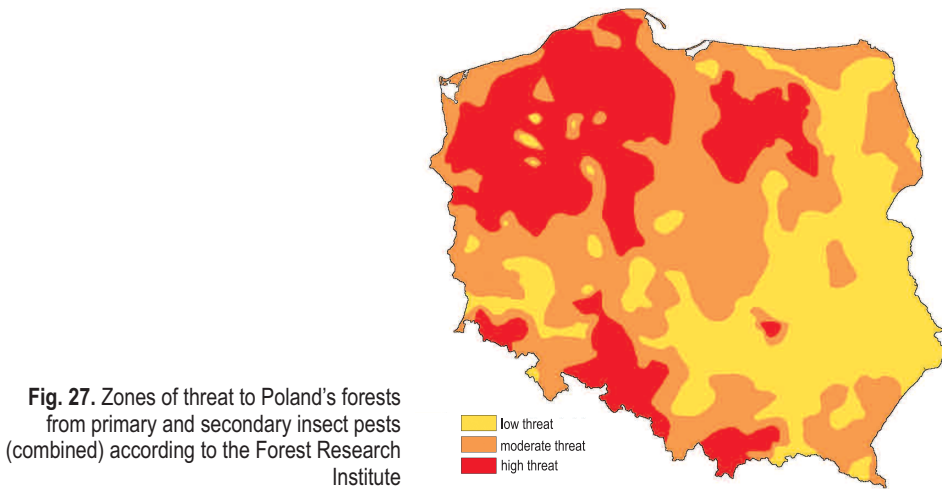 Fig. 27. Zones of threat to Poland's forests
from primary and secondary insect pests
(combined) according to the Forest Research
Institute
low threat
moderate threat
high threat